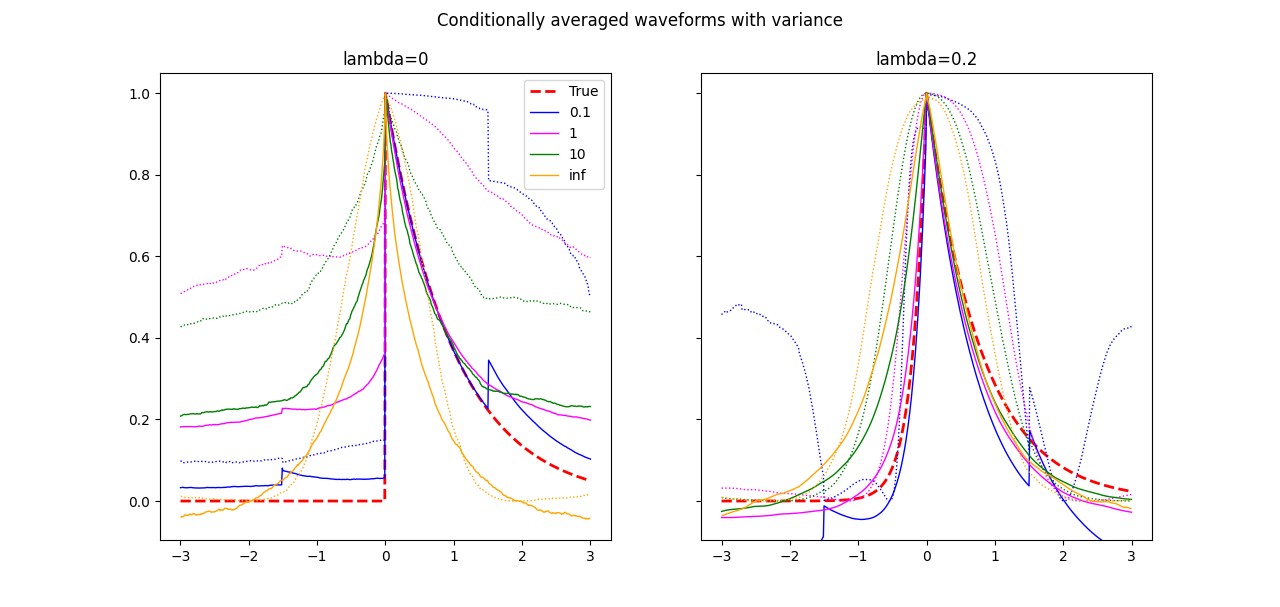 Conditionally averaged waveforms with variance
lambda=0
lambda=0.2
1.0
0.8
0.6
0.4
0.2
0.0
True
0.1
1
10
inf
−3 −2 −1 0 1 2 3
−3 −2 −1 0 1 2 3